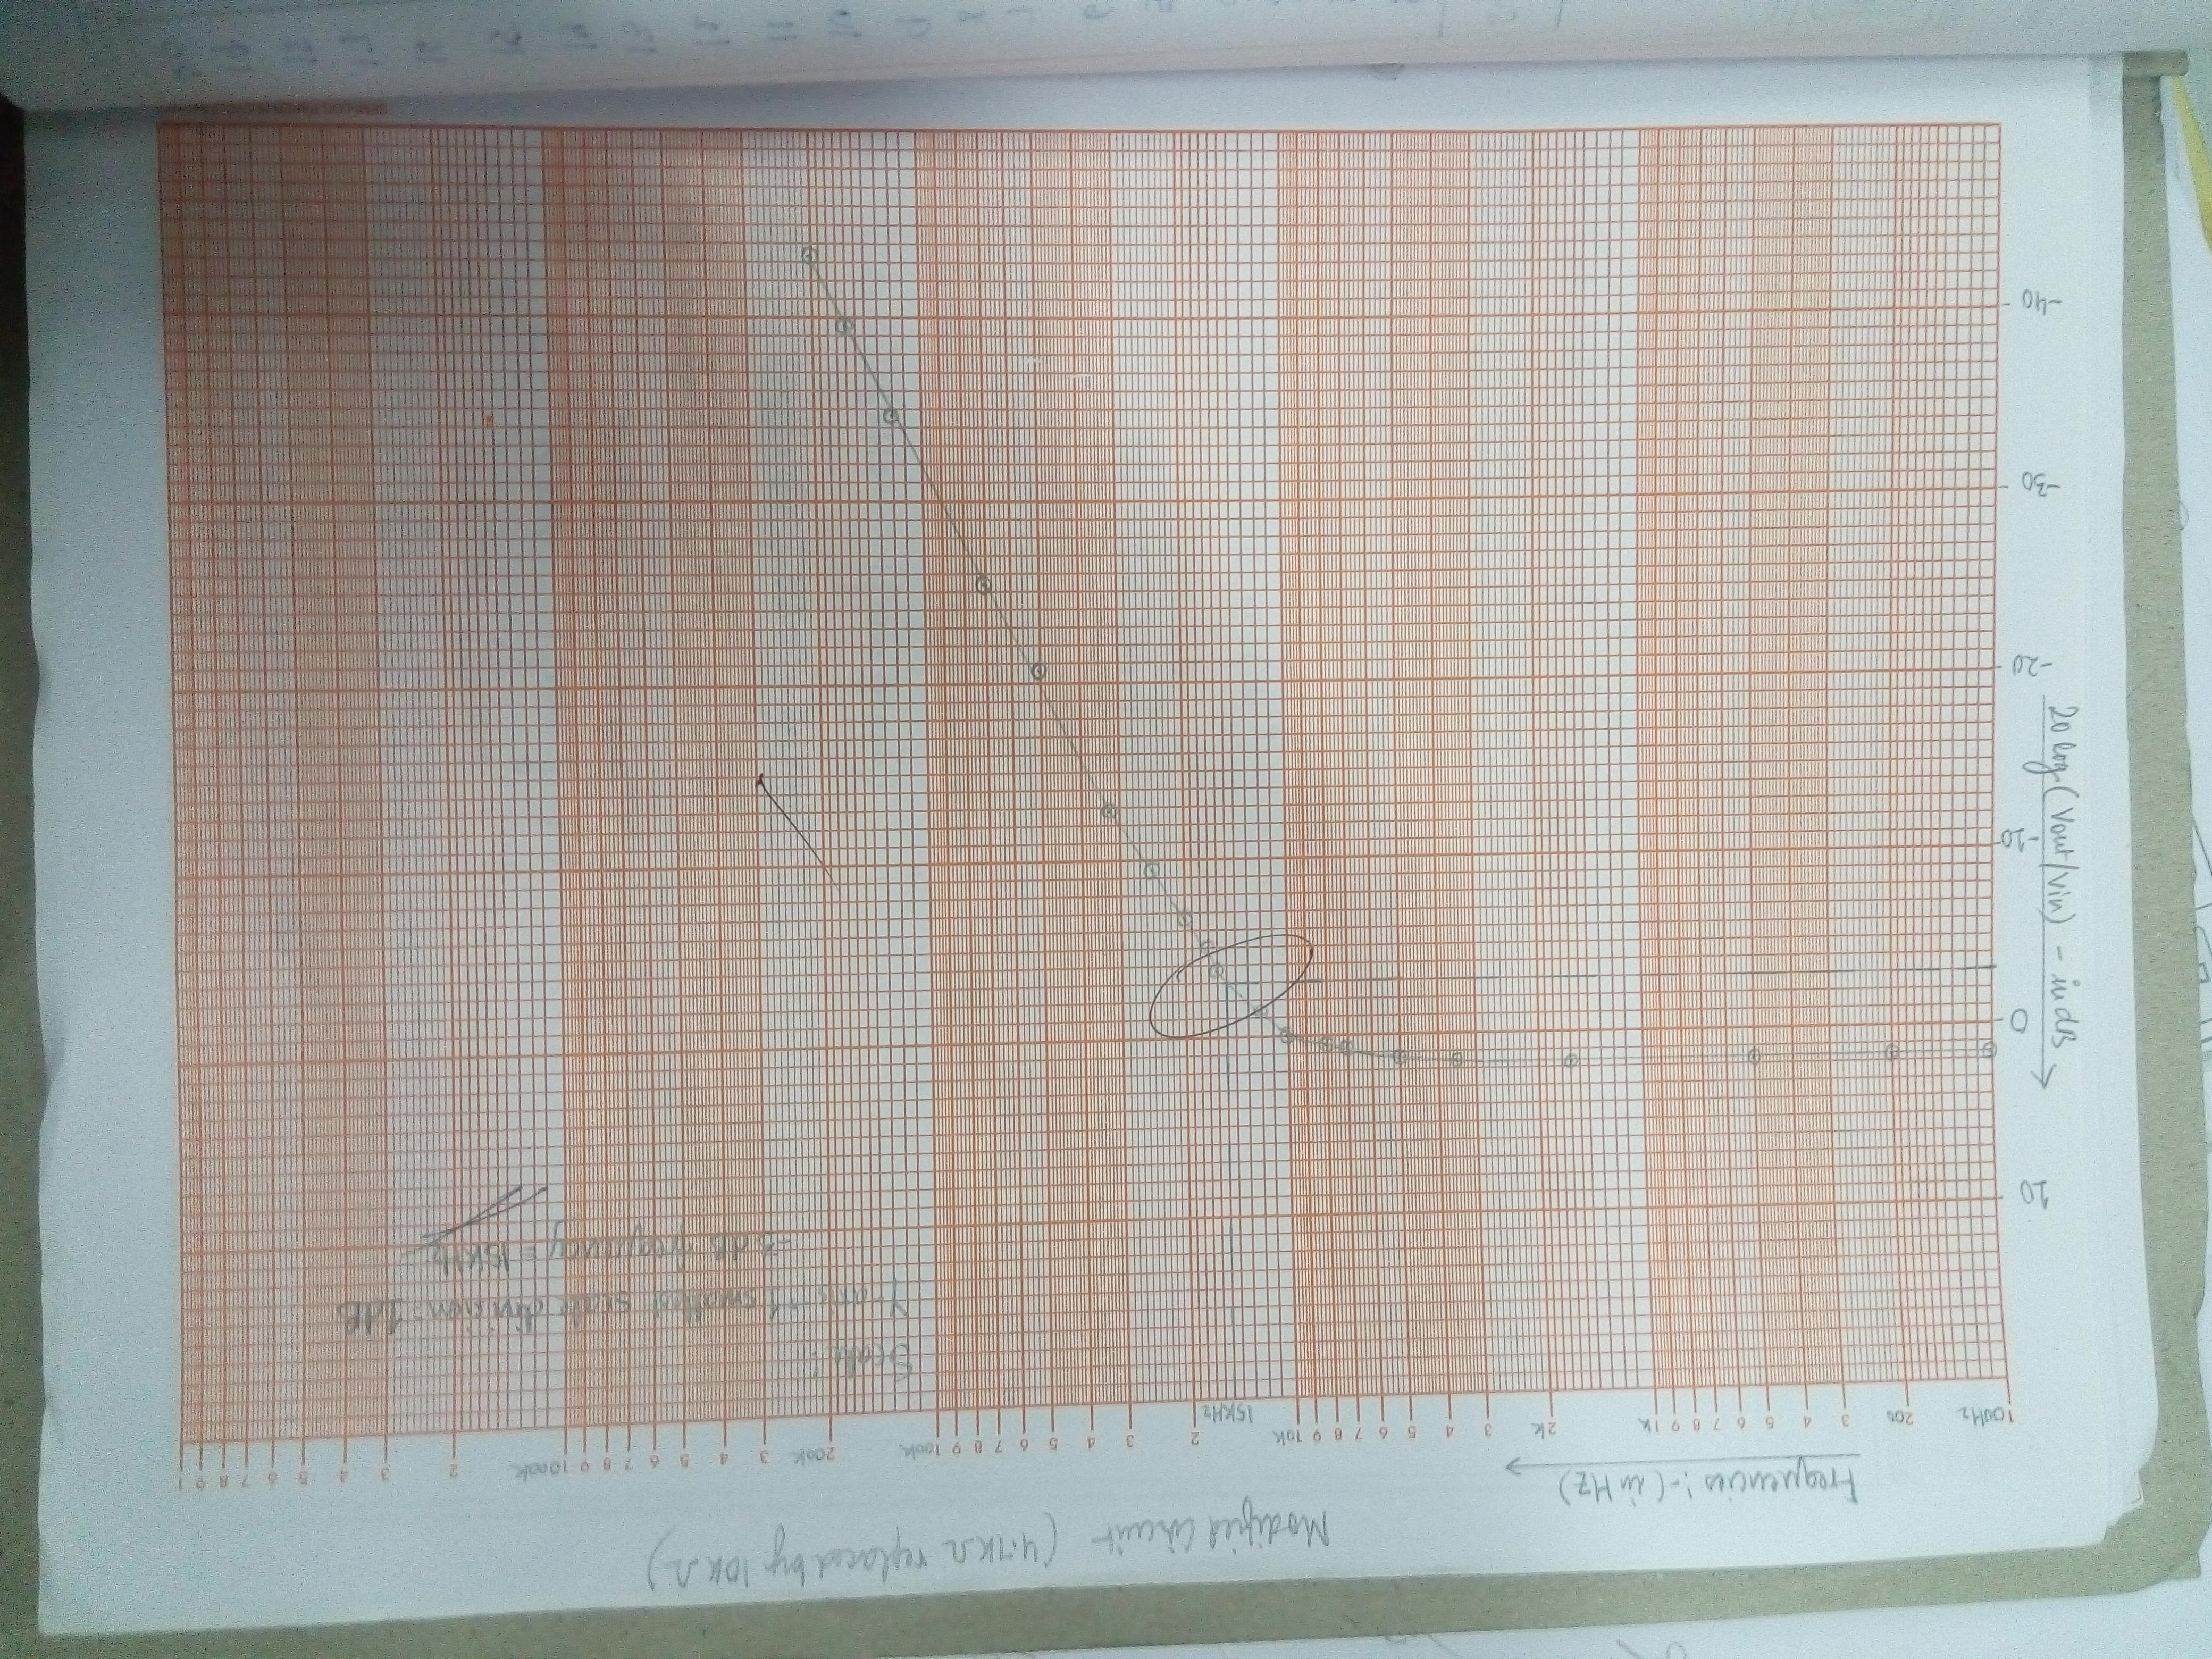 Modified Circuit (4.7KΩ replaced by 10KΩ)
Frequencies :- (in Hz)
100Hz 200 3 4 5 6 7 8 9 1K 2K 3 4 5 6 7 8 9 10K 2 3 4 5 6 7 8 9 100K 200K 3 4 5 6 7 8 9 1000K 2 3 4 5 6 7 8 9 1
15KHz
Scale:
Y-axis → 1 smallest scale division: 1dB
-3 dB frequency = 15KHz
10
0
-10
-20
-30
-40
20 log (Vout/Vin) - in dB